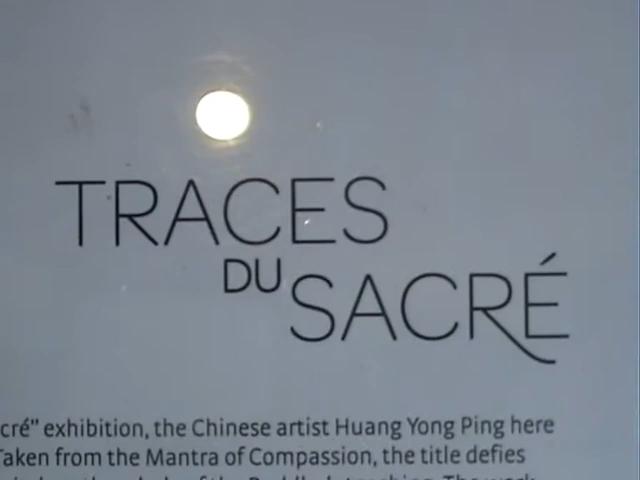 TRACES
DU SACRÉ
cré" exhibition, the Chinese artist Huang Yong Ping here
Taken from the Mantra of Compassion, the title defies